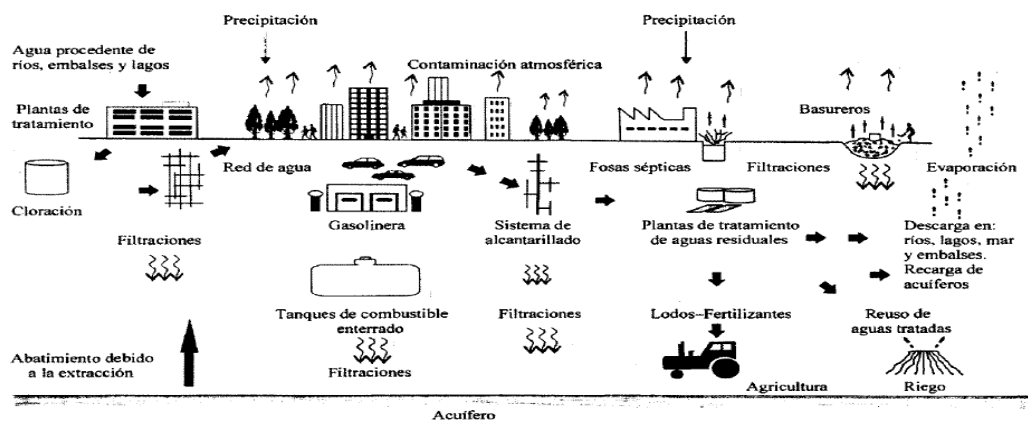 Precipitación
Precipitación
Agua procedente de
ríos, embalses y lagos
Contaminación atmosférica
Plantas de
tratamiento
Basureros
Red de agua
Fosas sépticas
Filtraciones
Evaporación
Cloración
Filtraciones
Gasolinera
Sistema de
alcantarillado
Plantas de tratamiento
de aguas residuales
Descarga en:
ríos, lagos, mar
y embalses.
Recarga de
acuíferos
Tanques de combustible
enterrado
Filtraciones
Lodos–Fertilizantes
Reuso de
aguas tratadas
Abatimiento debido
a la extracción
Filtraciones
Agricultura
Riego
Acuífero